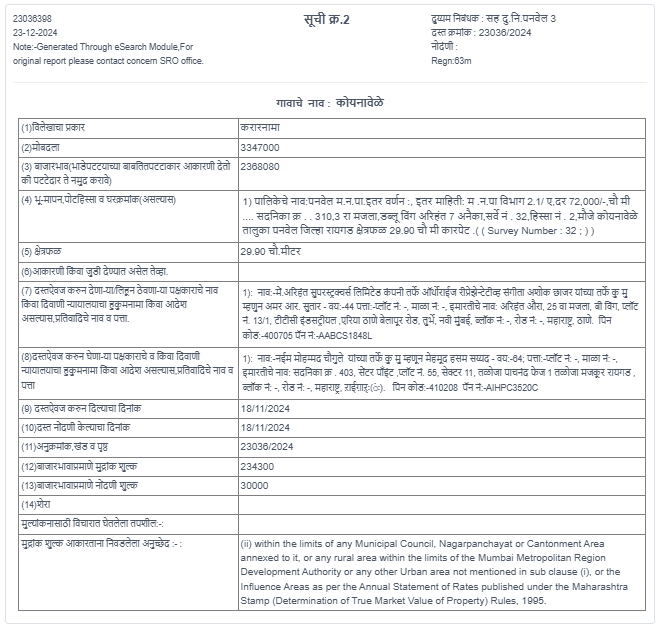 23036398
23-12-2024
Note:-Generated Through eSearch Module,For
original report please contact concern SRO office.
सूची क्र.2
दुय्यम निबंधक : सह दु.नि.पनवेल 3
दस्त क्रमांक : 23036/2024
नोदंणी :
Regn:63m
गावाचे नाव : कोयनावेळे
(1)विलेखाचा प्रकार
करारनामा
(2)मोबदला
3347000
(3) बाजारभाव(भाडेपटटयाच्या बाबतितपटटाकार आकारणी देतो
की पटटेदार ते नमुद करावे)
2368080
(4) भू-मापन,पोटहिस्सा व घरक्रमांक(असल्यास)
1) पालिकेचे नाव:पनवेल म.न.पा.इतर वर्णन :, इतर माहिती: म .न.पा विभाग 2.1/ ए,दर 72,000/-.चौ मी
.... सदनिका क्र . . 310,3 रा मजला,डब्लू विंग अरिहंत 7 अनैका,सर्वे नं . 32,हिस्सा नं . 2,मौजे कोयनावेळे
तालुका पनवेल जिल्हा रायगड क्षेत्रफळ 29.90 चौ मी कारपेट .( ( Survey Number : 32 ; ) )
(5) क्षेत्रफळ
29.90 चौ.मीटर
(6)आकारणी किंवा जुडी देण्यात असेल तेव्हा.
(7) दस्तऐवज करुन देणा-या/लिहून ठेवणा-या पक्षकाराचे नाव
किंवा दिवाणी न्यायालयाचा हुकुमनामा किंवा आदेश
असल्यास,प्रतिवादिचे नाव व पत्ता.
1): नाव:-मे.अरिहंत सुपरस्ट्रक्चर्स लिमिटेड कंपनी तर्फे ऑथोराईज रीप्रेझेन्टेटीव्ह संगीता अशोक छाजर यांच्या तर्फे कु मु
म्हणुन अमर आर. सुतार - वय:-44 पत्ता:-प्लॉट नं: -, माळा नं: -, इमारतीचे नाव: अरिहंत औरा, 25 वा मजला, बी विंग, प्लॉट
नं. 13/1, टीटीसी ईंडसट्रीयल ,एरिया ठाणे बेलापूर रोड, तुर्भे, नवी मुंबई, ब्लॉक नं: -, रोड नं: -, महाराष्ट्र, ठाणे. पिन
कोड:-400705 पॅन नं:-AABCS1848L
(8)दस्तऐवज करुन घेणा-या पक्षकाराचे व किंवा दिवाणी
न्यायालयाचा हुकुमनामा किंवा आदेश असल्यास,प्रतिवादिचे नाव व
पत्ता
1): नाव:-नईम मोहम्मद चौगुले यांच्या तर्फे कु मु म्हणून मेहमूद हसम सय्यद - वय:-64; पत्ता:-प्लॉट नं: -, माळा नं: -,
इमारतीचे नाव: सदनिका क्र . 403, सेंटर पॉईंट ,प्लॉट नं. 55, सेक्टर 11, तळोजा पाचनंद फेज 1 तळोजा मजकूर रायगड ,
ब्लॉक नं: -, रोड नं: -, महाराष्ट्र, पिन कोड:-410208 पॅन नं:-AIHPC3520C
(9) दस्तऐवज करुन दिल्याचा दिनांक
18/11/2024
(10)दस्त नोंदणी केल्याचा दिनांक
18/11/2024
(11)अनुक्रमांक,खंड व पृष्ठ
23036/2024
(12)बाजारभावाप्रमाणे मुद्रांक शुल्क
234300
(13)बाजारभावाप्रमाणे नोंदणी शुल्क
30000
(14)शेरा
मुल्यांकनासाठी विचारात घेतलेला तपशील:-:
मुद्रांक शुल्क आकारताना निवडलेला अनुच्छेद :- :
(ii) within the limits of any Municipal Council, Nagarpanchayat or Cantonment Area
annexed to it, or any rural area within the limits of the Mumbai Metropolitan Region
Development Authority or any other Urban area not mentioned in sub clause (i), or the
Influence Areas as per the Annual Statement of Rates published under the Maharashtra
Stamp (Determination of True Market Value of Property) Rules, 1995.